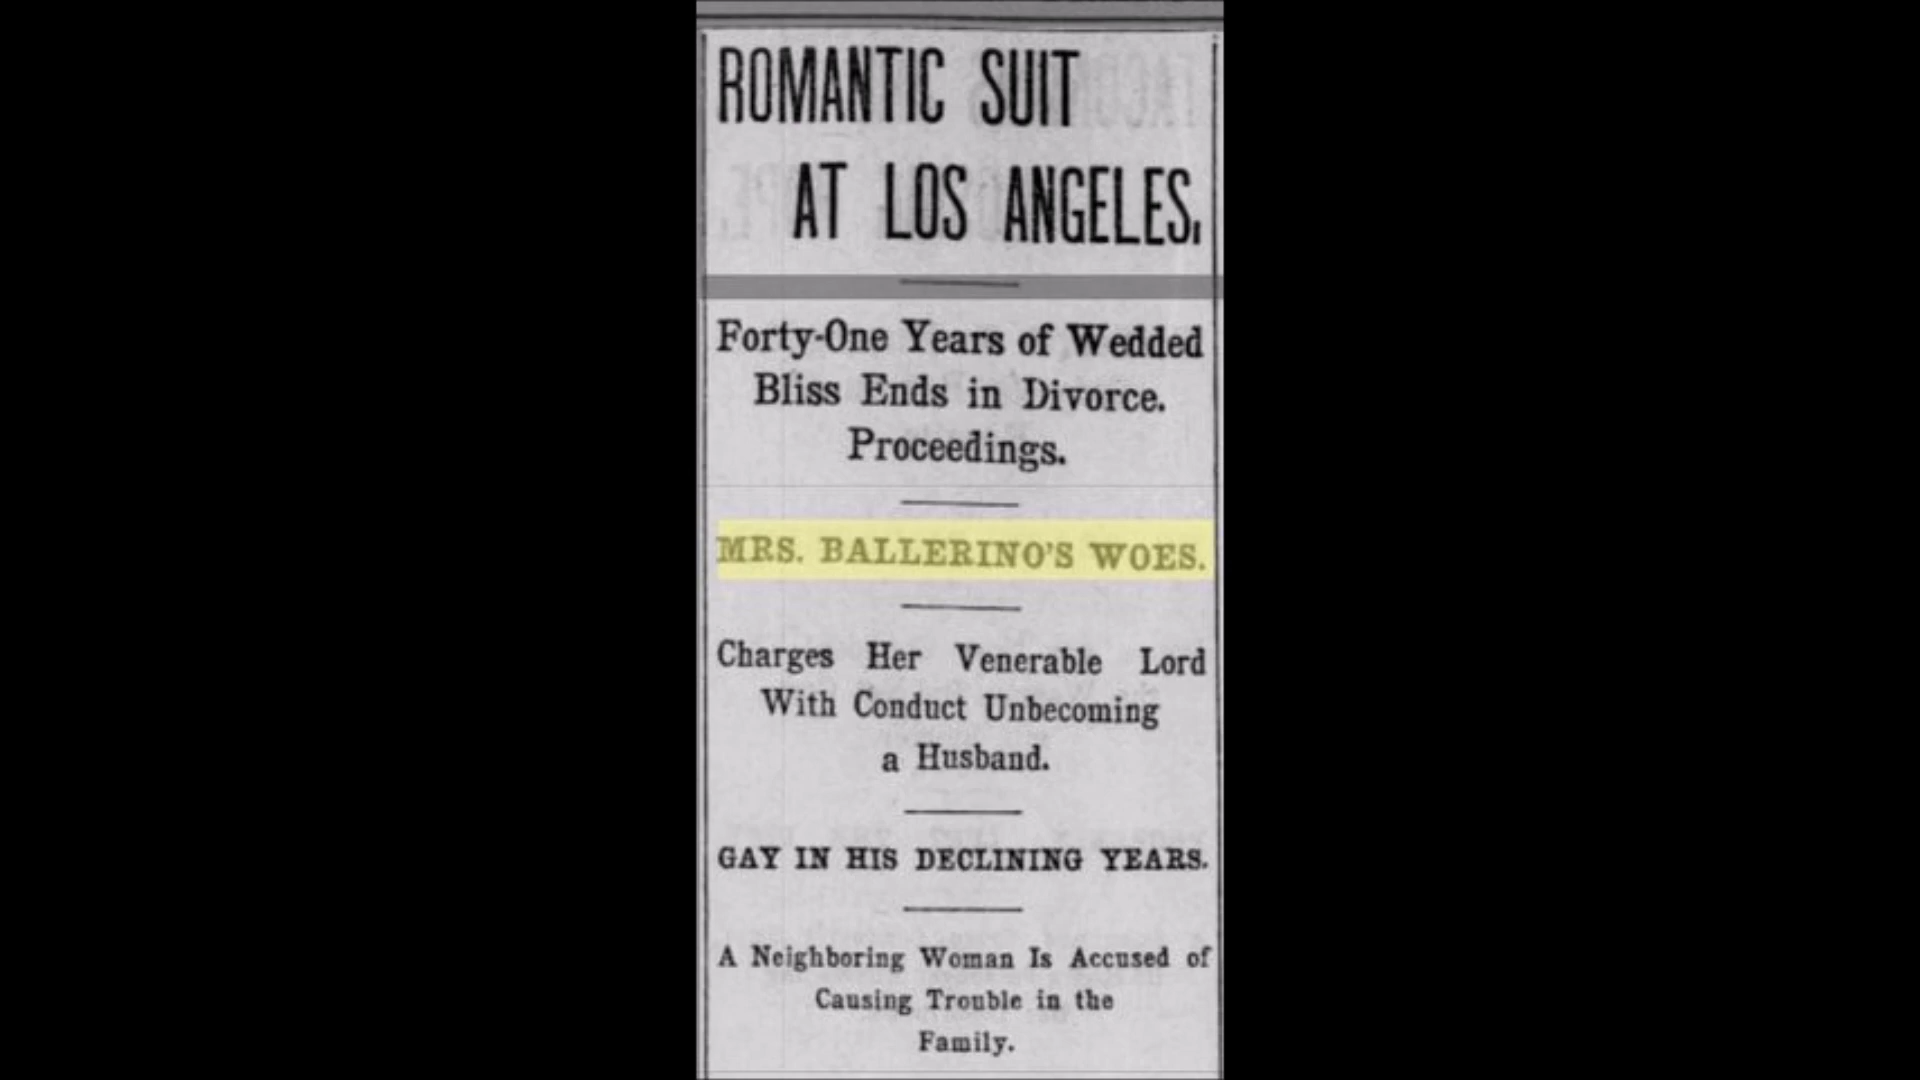 ROMANTIC SUIT
AT LOS ANGELES.
Forty-One Years of Wedded
Bliss Ends in Divorce.
Proceedings.
MRS. BALLERINO'S WOES.
Charges Her Venerable Lord
With Conduct Unbecoming
a Husband.
GAY IN HIS DECLINING YEARS.
A Neighboring Woman Is Accused of
Causing Trouble in the
Family.